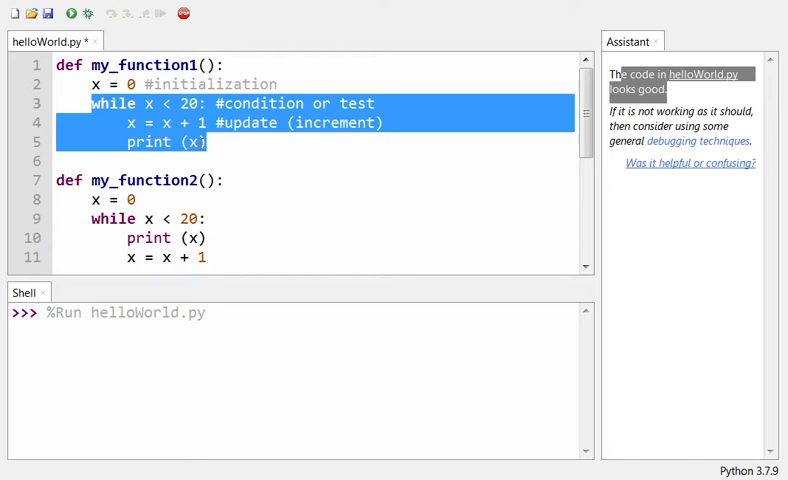 STOP
helloWorld.py * ×
Assistant ×
1 def my_function1():
2 x = 0 #initialization
3 while x < 20: #condition or test
4 x = x + 1 #update (increment)
5 print (x)
6
7 def my_function2():
8 x = 0
9 while x < 20:
10 print (x)
11 x = x + 1
The code in helloWorld.py
looks good.
If it is not working as it should,
then consider using some
general debugging techniques.
Was it helpful or confusing?
Shell ×
>>> %Run helloWorld.py
Python 3.7.9